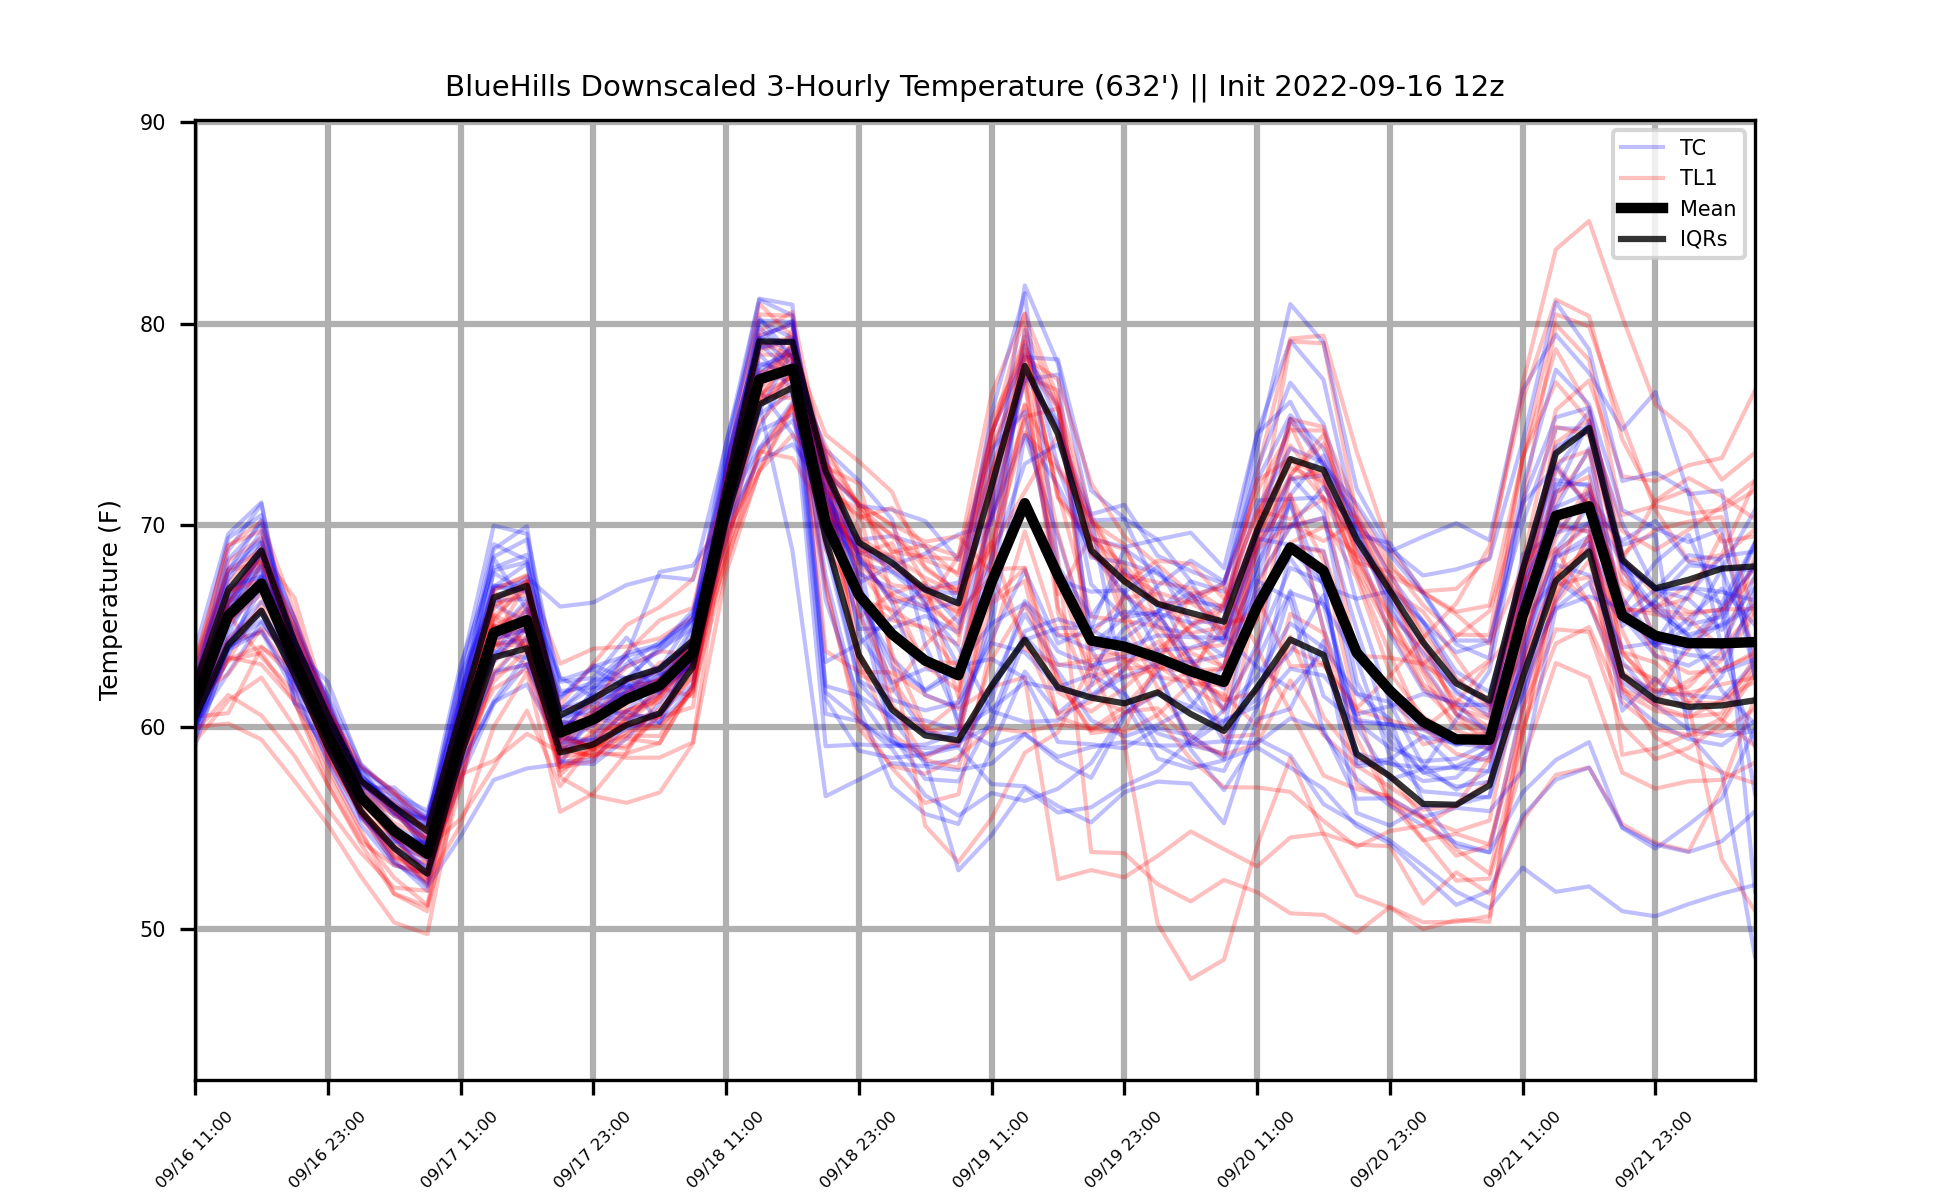 BlueHills Downscaled 3-Hourly Temperature (632') || Init 2022-09-16 12z
TC
TL1
Mean
IQRs
Temperature (F)
90
80
70
60
50
09/16 11:00
09/16 23:00
09/17 11:00
09/17 23:00
09/18 11:00
09/18 23:00
09/19 11:00
09/19 23:00
09/20 11:00
09/20 23:00
09/21 11:00
09/21 23:00